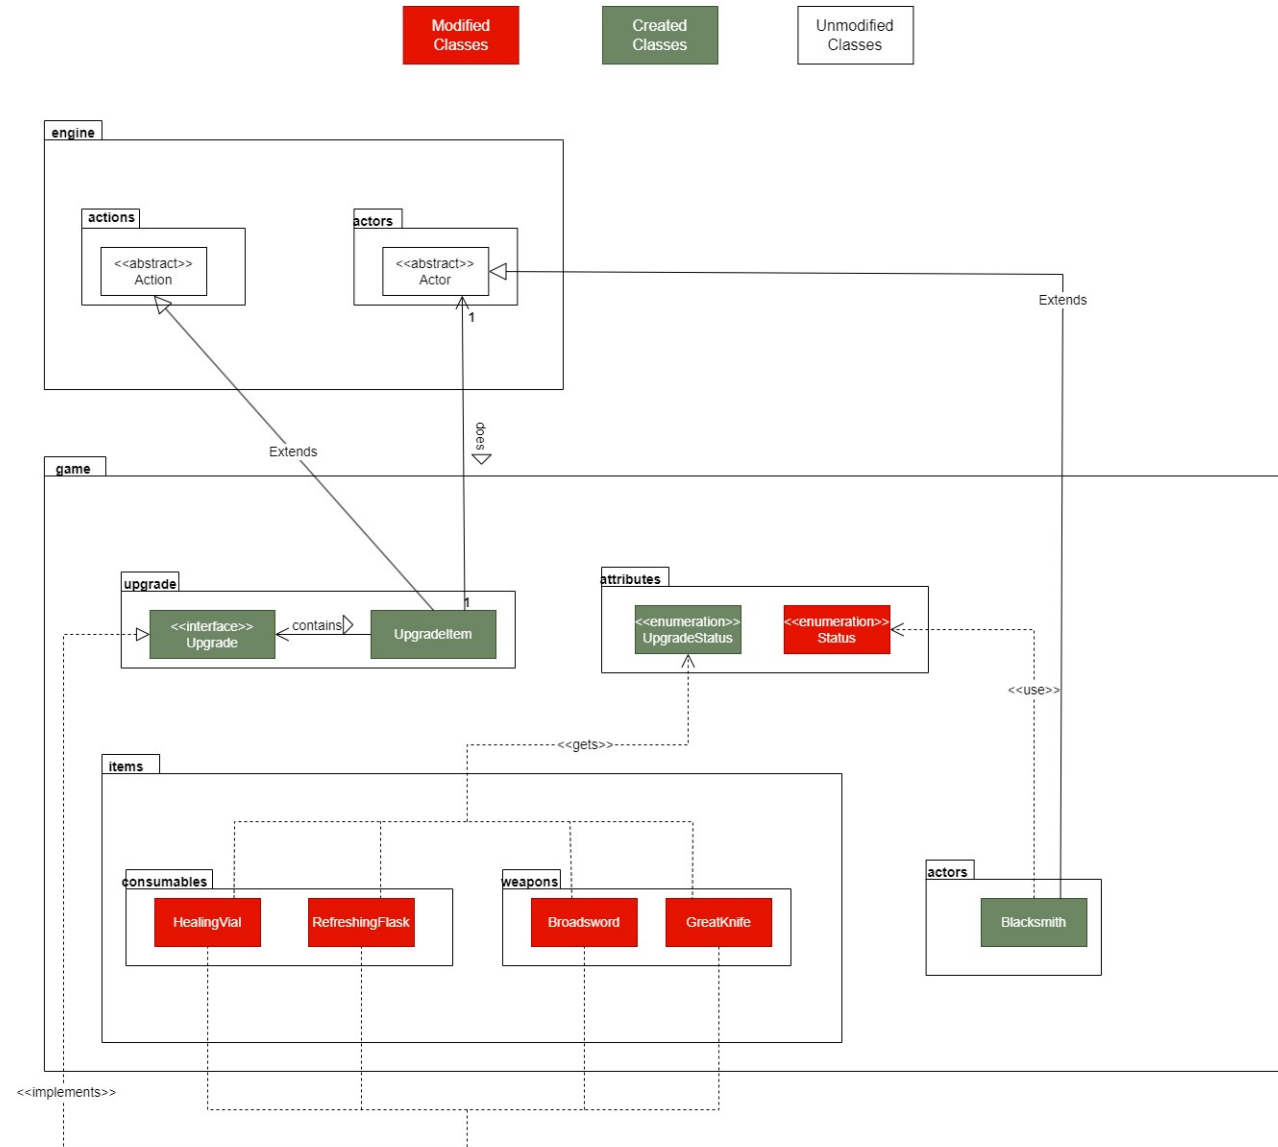 Modified
Classes
Created
Classes
Unmodified
Classes
engine
actions
actors
<<abstract>>
Action
<<abstract>>
Actor
1
Extends
does
Extends
game
upgrade
attributes
1
<<interface>>
Upgrade
contains
UpgradeItem
<<enumeration>>
UpgradeStatus
<<enumeration>>
Status
<<use>>
<<gets>>
items
consumables
weapons
actors
HealingVial
RefreshingFlask
Broadsword
GreatKnife
Blacksmith
<<implements>>